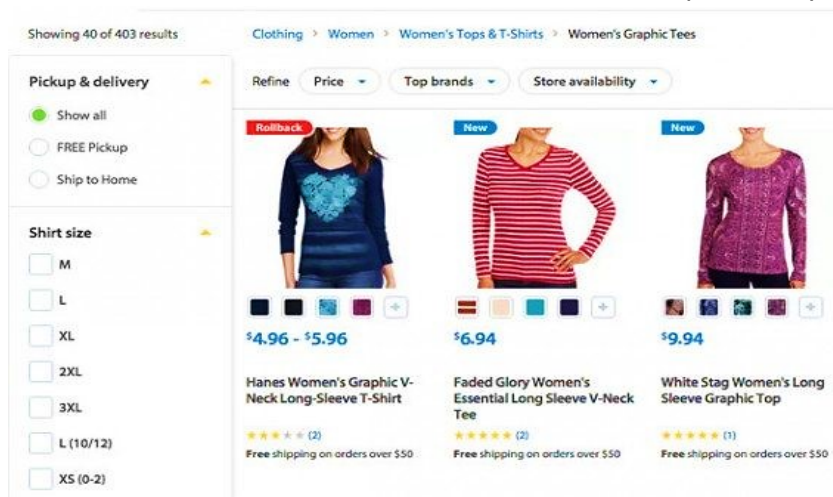 Showing 40 of 403 results
Clothing > Women > Women's Tops & T-Shirts > Women's Graphic Tees
Pickup & delivery
Show all
FREE Pickup
Ship to Home
Shirt size
M
L
XL
2XL
3XL
L (10/12)
XS (0-2)
Refine Price Top brands Store availability
Rollback
$4.96 - $5.96
Hanes Women's Graphic V-
Neck Long-Sleeve T-Shirt
(2)
Free shipping on orders over $50
New
$6.94
Faded Glory Women's
Essential Long Sleeve V-Neck
Tee
(2)
Free shipping on orders over $50
New
$9.94
White Stag Women's Long
Sleeve Graphic Top
(1)
Free shipping on orders over $50